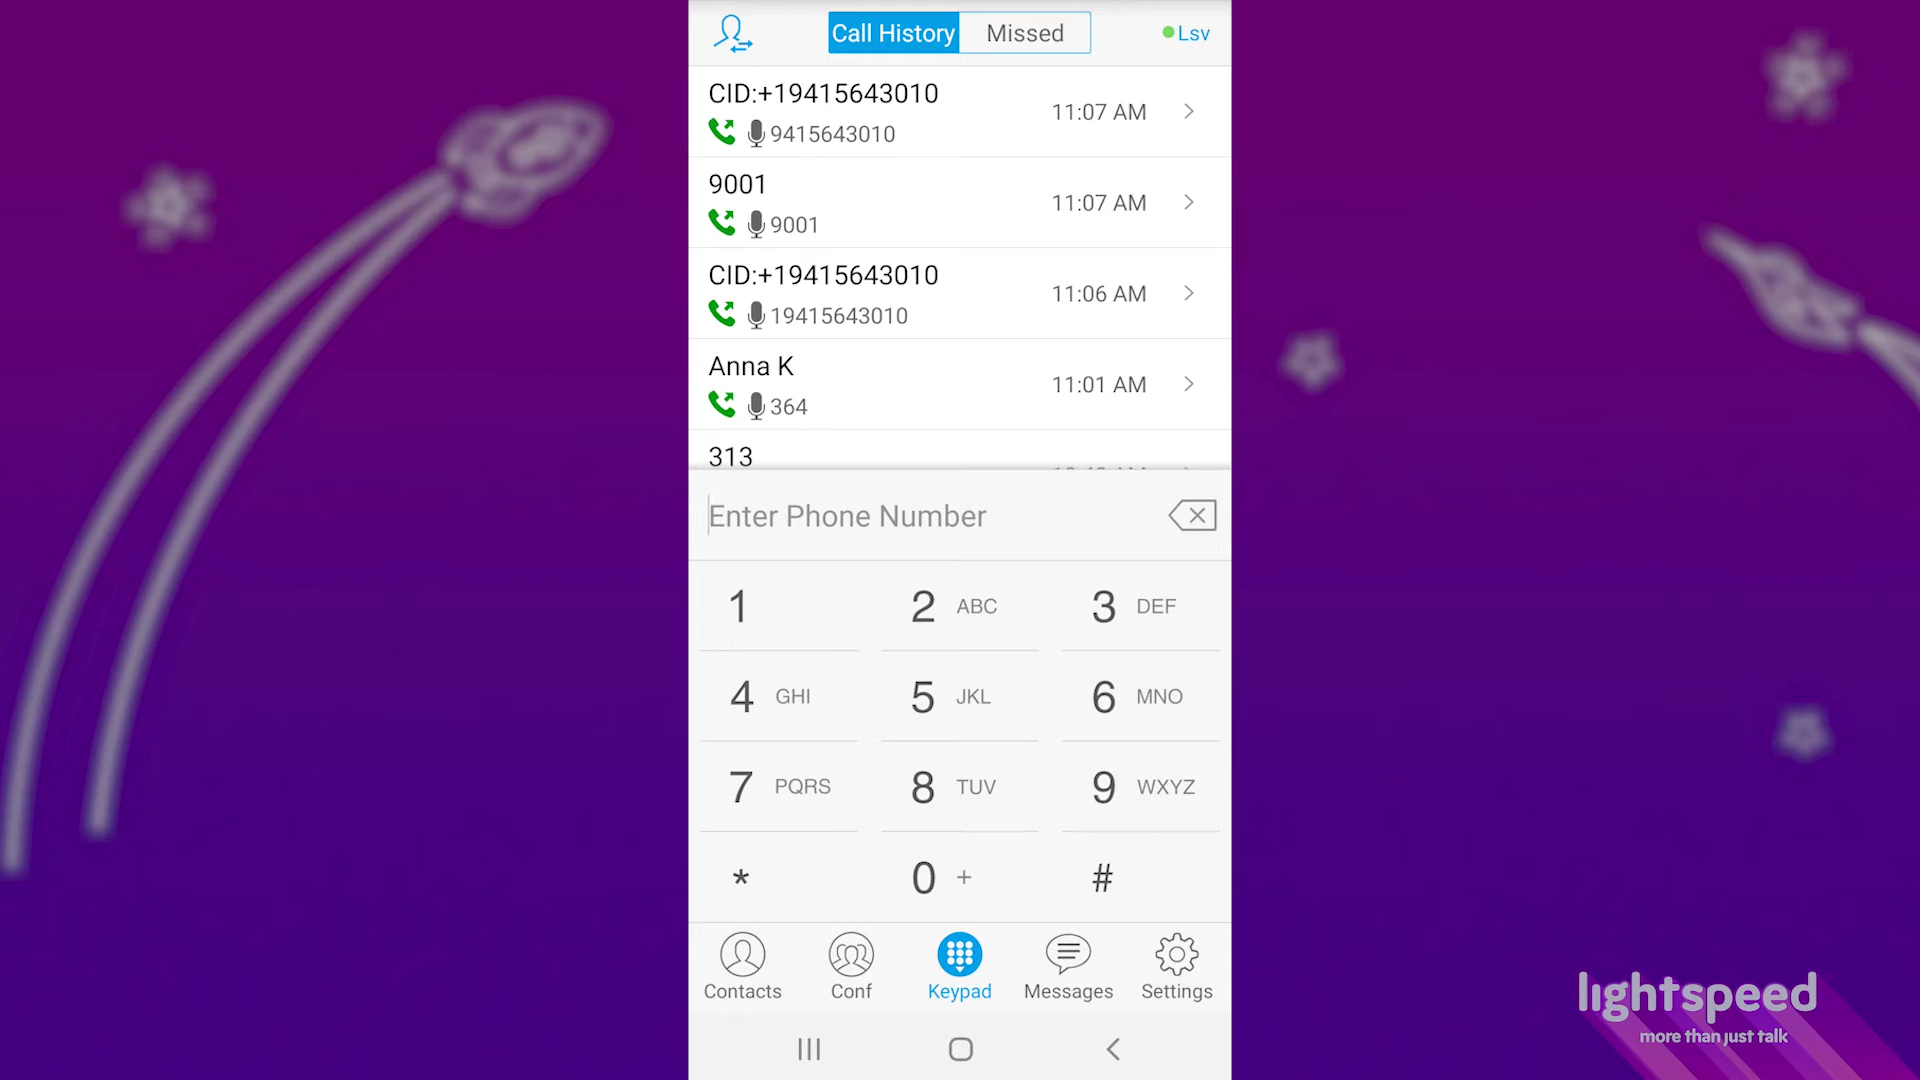 Call History Missed Lsv
CID:+19415643010
11:07 AM
9415643010
9001
11:07 AM
9001
CID:+19415643010
11:06 AM
19415643010
Anna K
11:01 AM
364
313
Enter Phone Number
1 2 ABC 3 DEF
4 GHI 5 JKL 6 MNO
7 PQRS 8 TUV 9 WXYZ
* 0 + #
Contacts Conf Keypad Messages Settings
lightspeed
more than just talk